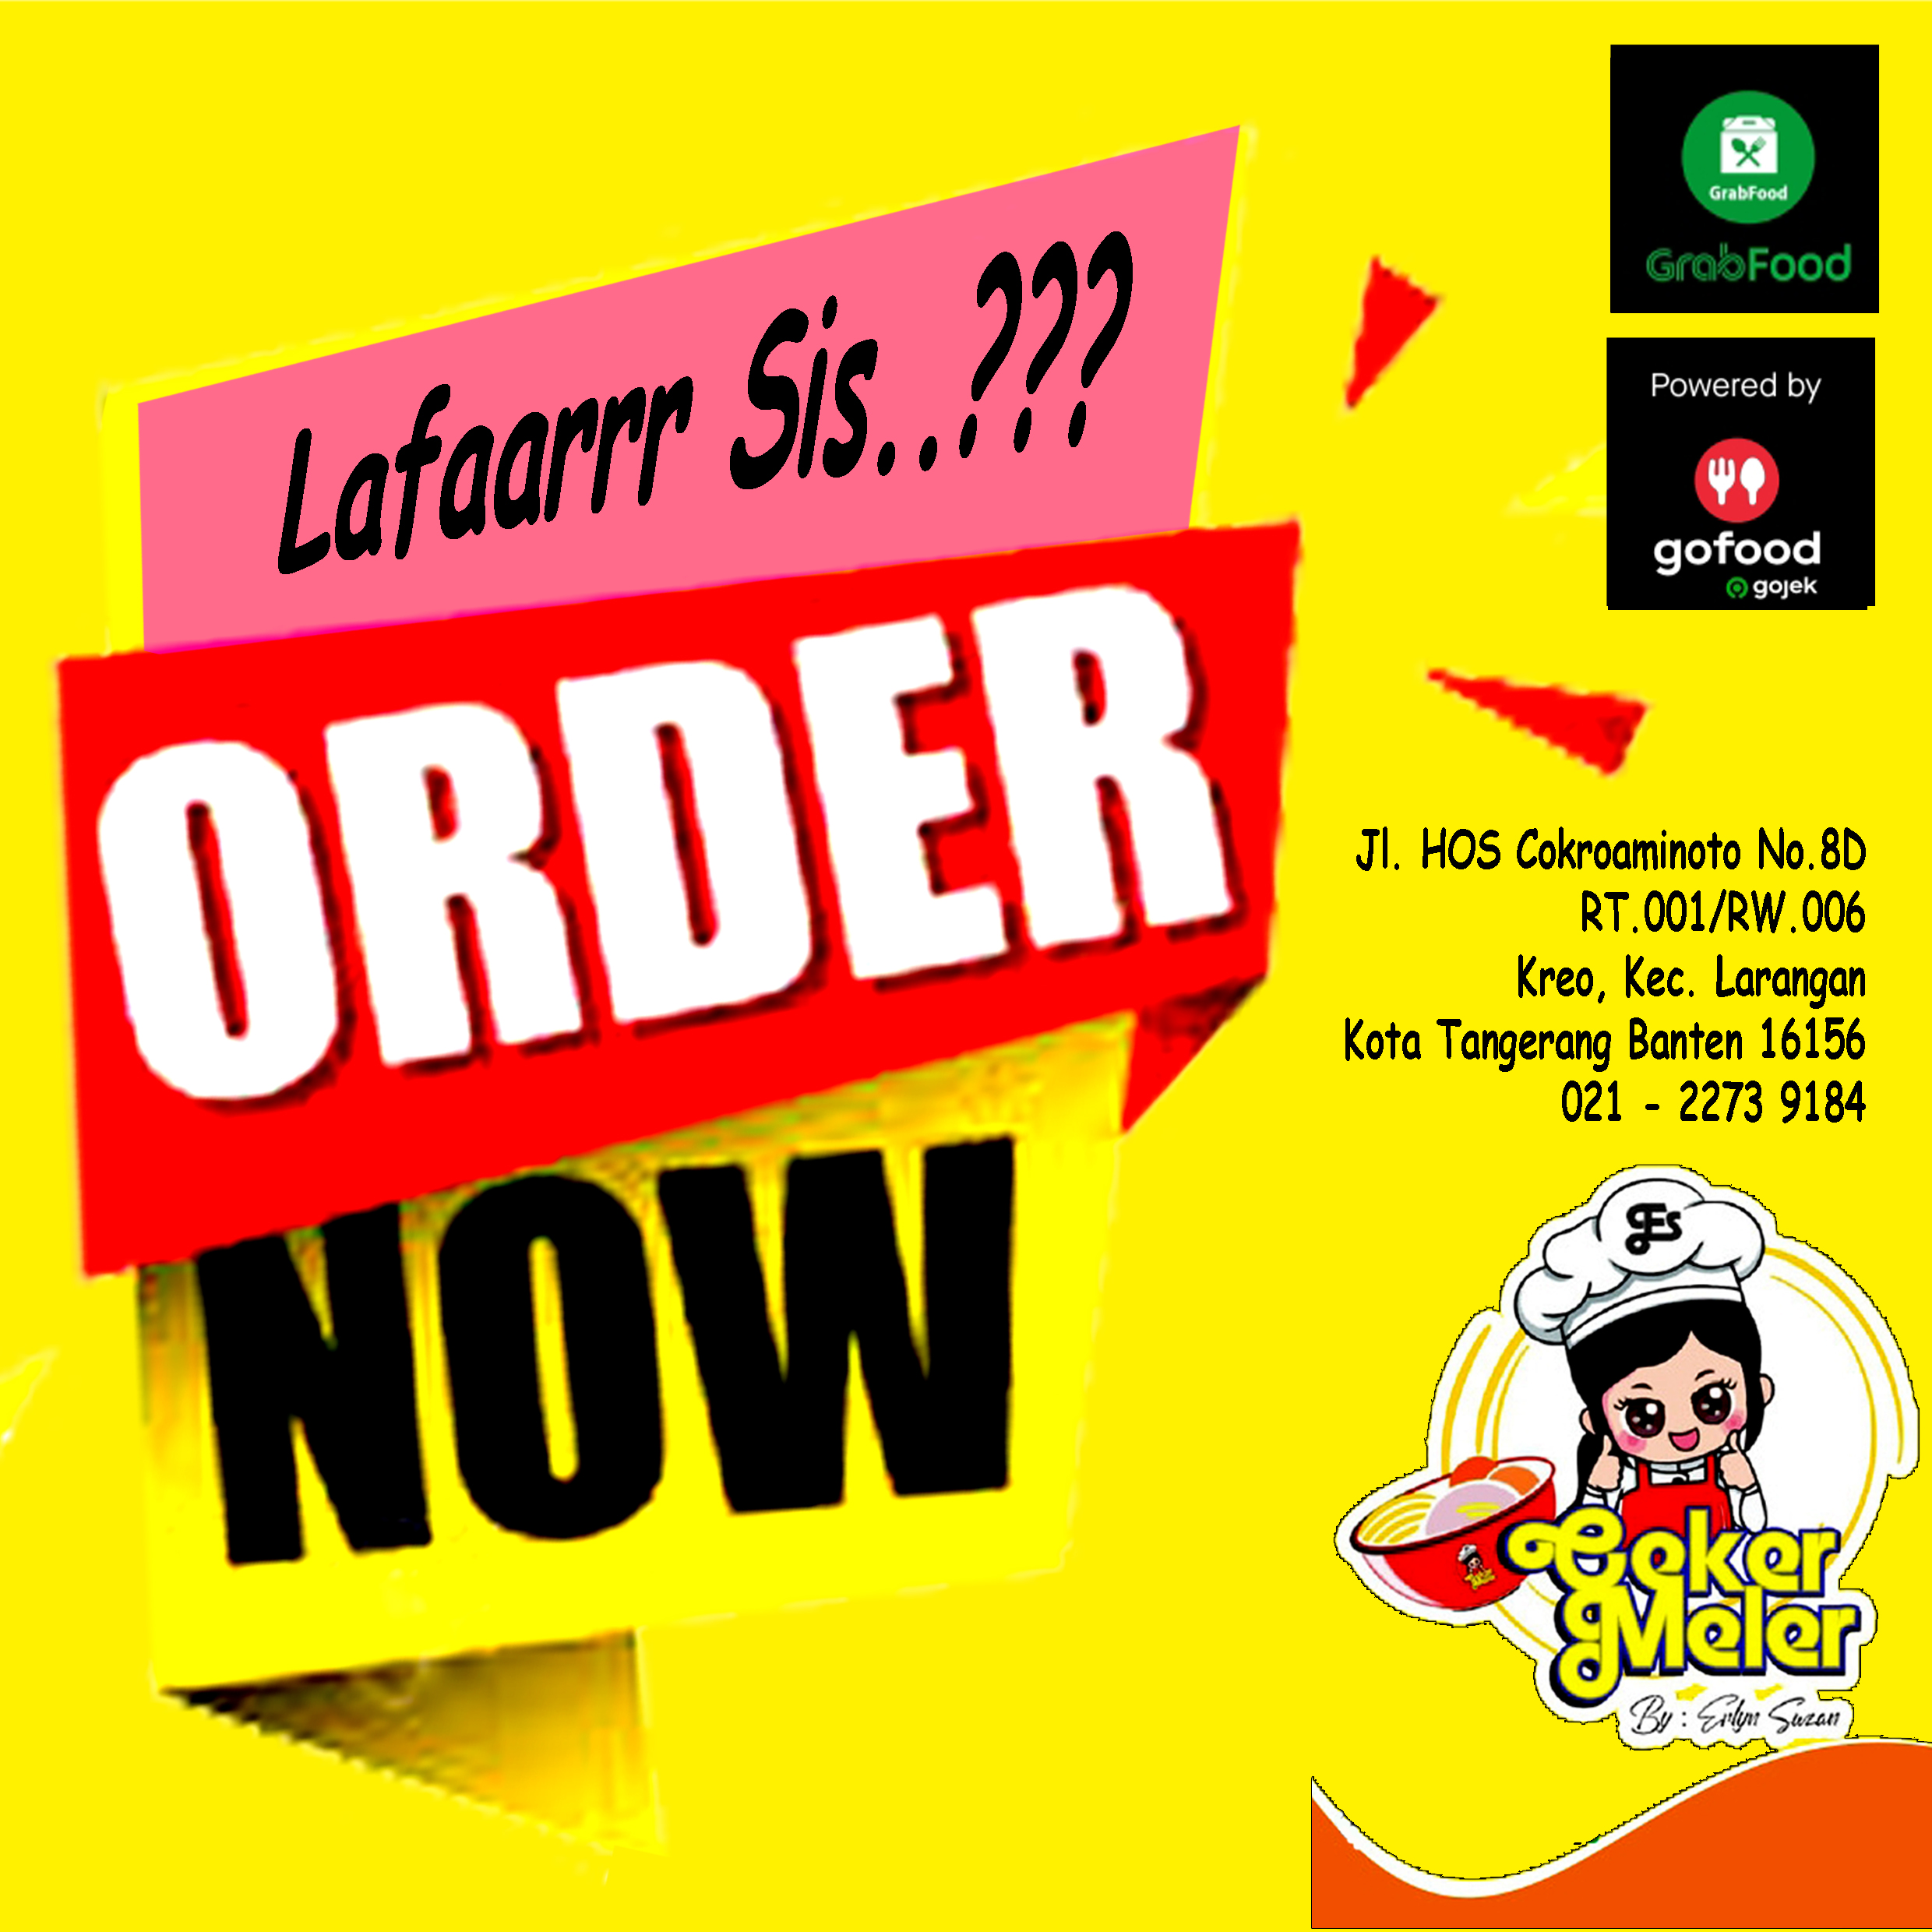 Lafaarrr Sis..???
ORDER
NOW
GrabFood
GrabFood
Powered by
gofood
gojek
Jl. HOS Cokroaminoto No.8D
RT.001/RW.006
Kreo, Kec. Larangan
Kota Tangerang Banten 16156
021 - 2273 9184
ES
Ceker
Meler
By : Erlyn Suzan